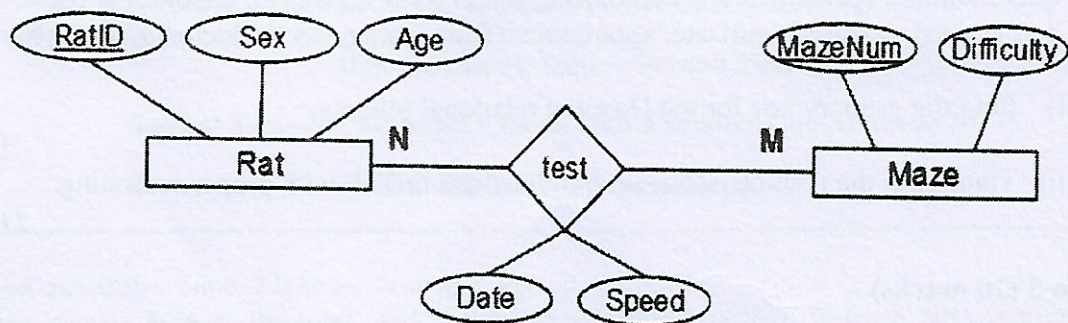 RatID Sex Age
MazeNum Difficulty
N M
Rat test Maze
Date Speed